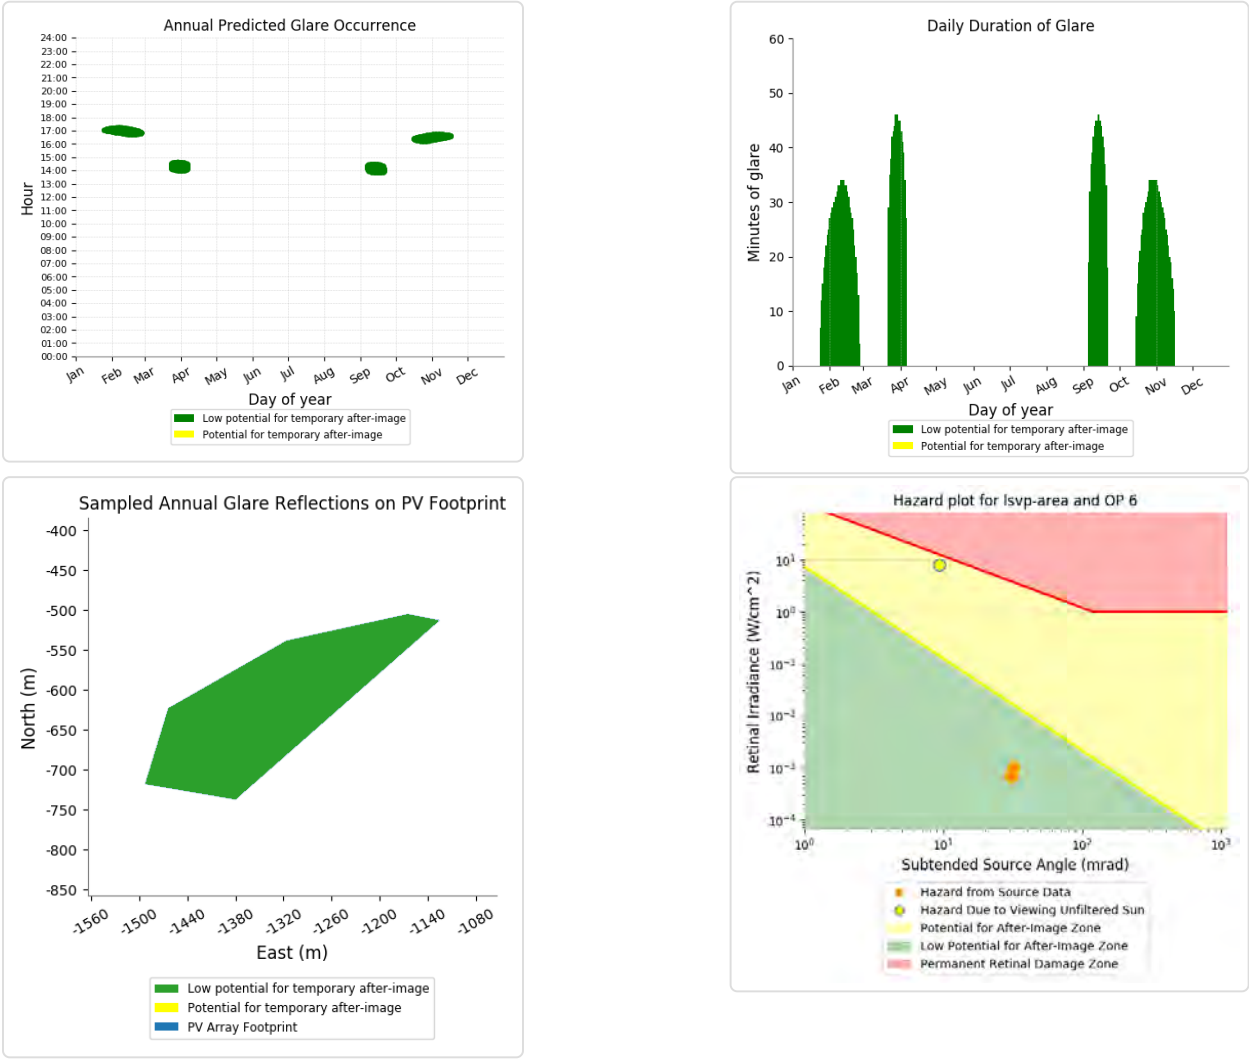 Annual Predicted Glare Occurrence
24:00
23:00
22:00
21:00
20:00
19:00
18:00
17:00
16:00
15:00
14:00
13:00
12:00
11:00
10:00
09:00
08:00
07:00
06:00
05:00
04:00
03:00
02:00
01:00
00:00
Hour
Jan Feb Mar Apr May Jun Jul Aug Sep Oct Nov Dec
Day of year
Low potential for temporary after-image
Potential for temporary after-image
Daily Duration of Glare
60
50
40
30
20
10
0
Minutes of glare
Jan Feb Mar Apr May Jun Jul Aug Sep Oct Nov Dec
Day of year
Low potential for temporary after-image
Potential for temporary after-image
Sampled Annual Glare Reflections on PV Footprint
-400
-450
-500
-550
-600
-650
-700
-750
-800
-850
North (m)
-1560 -1500 -1440 -1380 -1320 -1260 -1200 -1140 -1080
East (m)
Low potential for temporary after-image
Potential for temporary after-image
PV Array Footprint
Hazard plot for lsvp-area and OP 6
10^1
10^0
10^-1
10^-2
10^-3
10^-4
Retinal Irradiance (W/cm^2)
10^0 10^1 10^2 10^3
Subtended Source Angle (mrad)
Hazard from Source Data
Hazard Due to Viewing Unfiltered Sun
Potential for After-Image Zone
Low Potential for After-Image Zone
Permanent Retinal Damage Zone